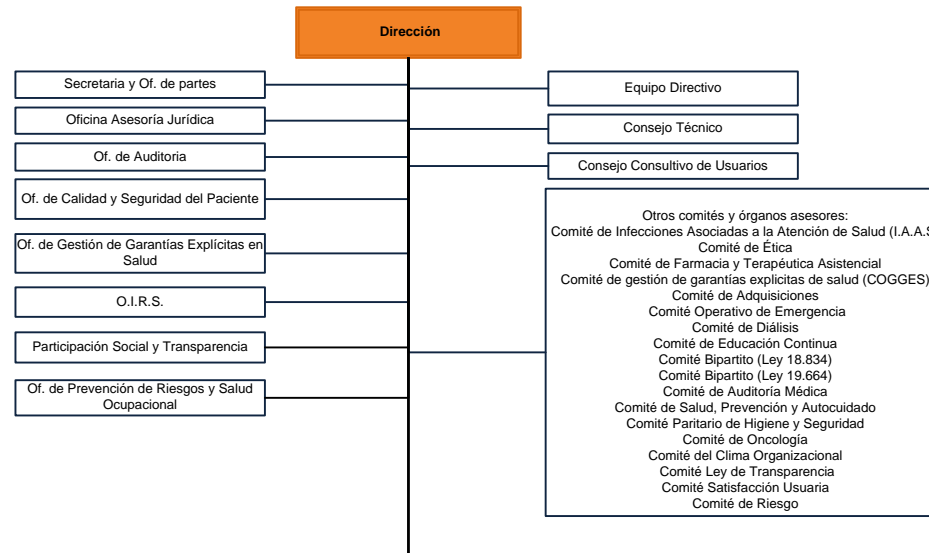 Dirección
Secretaria y Of. de partes
Oficina Asesoría Jurídica
Of. de Auditoria
Of. de Calidad y Seguridad del Paciente
Of. de Gestión de Garantías Explícitas en
Salud
O.I.R.S.
Participación Social y Transparencia
Of. de Prevención de Riesgos y Salud
Ocupacional
Equipo Directivo
Consejo Técnico
Consejo Consultivo de Usuarios
Otros comités y órganos asesores:
Comité de Infecciones Asociadas a la Atención de Salud (I.A.A.S
Comité de Ética
Comité de Farmacia y Terapéutica Asistencial
Comité de gestión de garantías explicitas de salud (COGGES)
Comité de Adquisiciones
Comité Operativo de Emergencia
Comité de Diálisis
Comité de Educación Continua
Comité Bipartito (Ley 18.834)
Comité Bipartito (Ley 19.664)
Comité de Auditoría Médica
Comité de Salud, Prevención y Autocuidado
Comité Paritario de Higiene y Seguridad
Comité de Oncología
Comité del Clima Organizacional
Comité Ley de Transparencia
Comité Satisfacción Usuaria
Comité de Riesgo